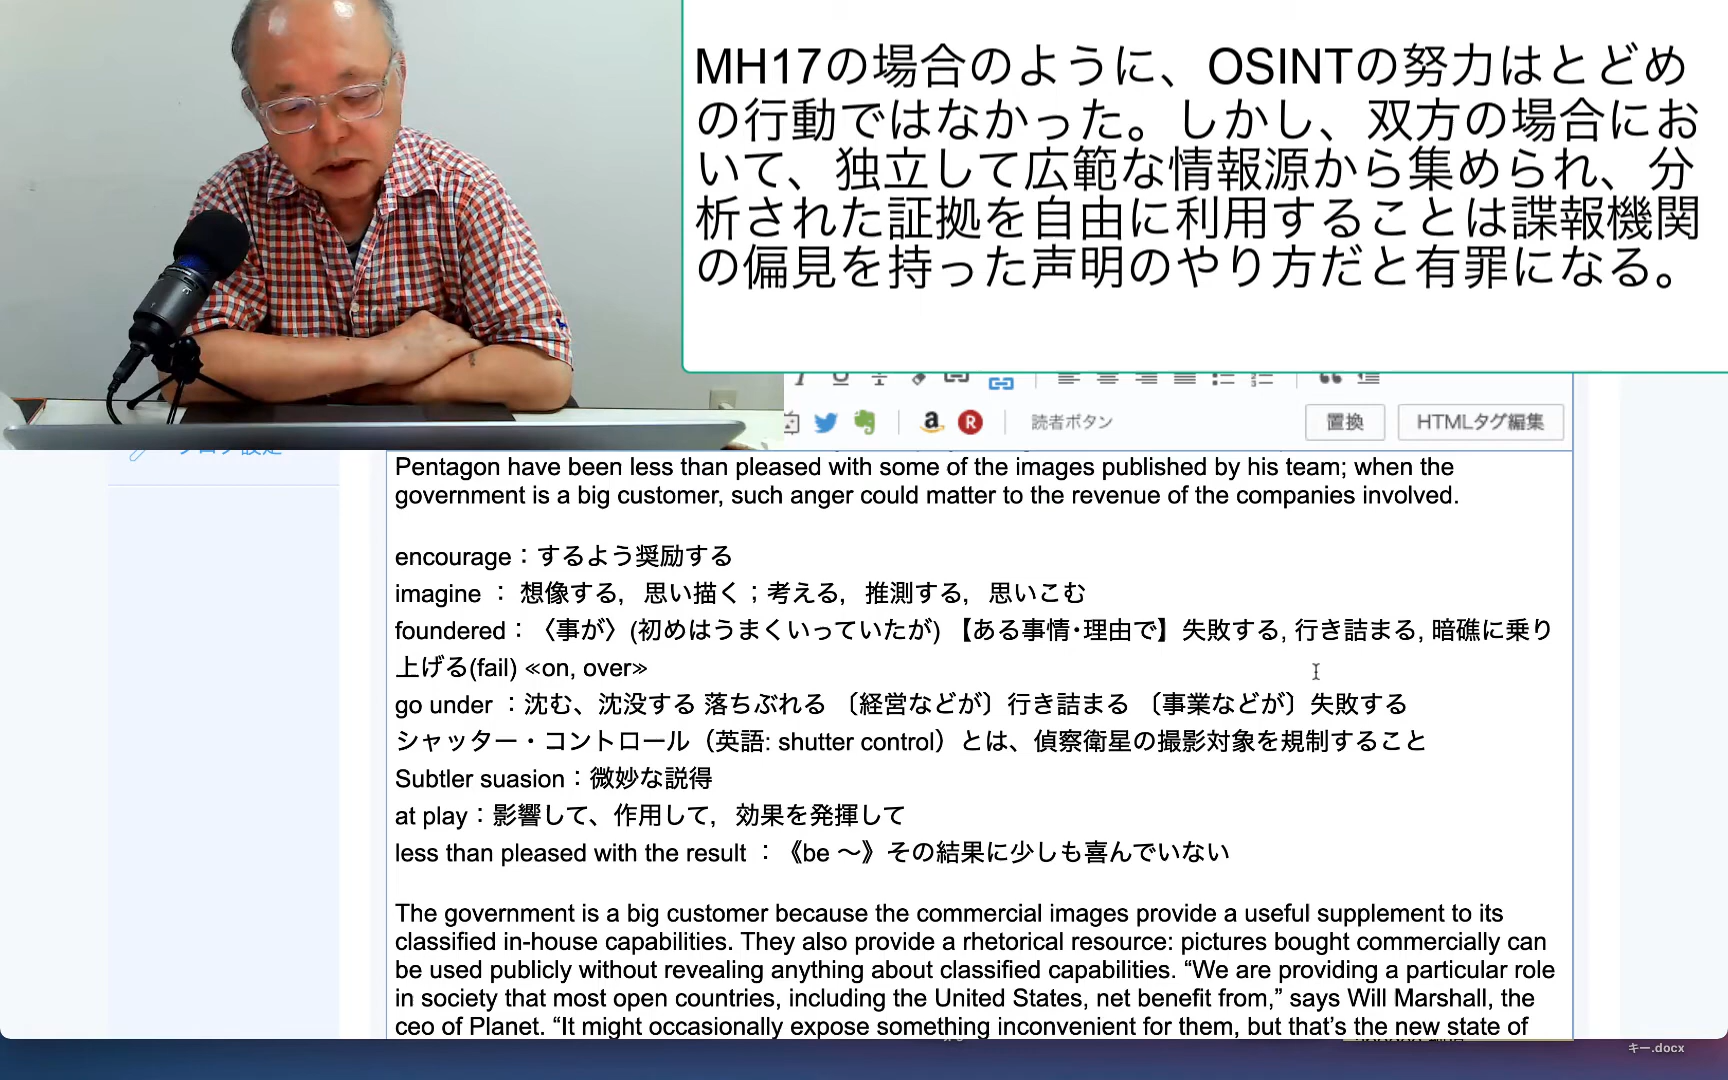 MH17の場合のように、OSINTの努力はとどめ
の行動ではなかった。しかし、双方の場合にお
いて、独立して広範な情報源から集められ、分
析された証拠を自由に利用することは諜報機関
の偏見を持った声明のやり方だと有罪になる。
読者ボタン
置換
HTMLタグ編集
Pentagon have been less than pleased with some of the images published by his team; when the
government is a big customer, such anger could matter to the revenue of the companies involved.
encourage：するよう奨励する
imagine ： 想像する，思い描く；考える，推測する，思いこむ
foundered：〈事が〉(初めはうまくいっていたが) 【ある事情･理由で】失敗する, 行き詰まる, 暗礁に乗り
上げる(fail) ≪on, over≫
go under ：沈む、沈没する 落ちぶれる 〔経営などが〕行き詰まる 〔事業などが〕失敗する
シャッター・コントロール（英語: shutter control）とは、偵察衛星の撮影対象を規制すること
Subtler suasion：微妙な説得
at play：影響して、作用して，効果を発揮して
less than pleased with the result ：《be 〜》その結果に少しも喜んでいない
The government is a big customer because the commercial images provide a useful supplement to its
classified in-house capabilities. They also provide a rhetorical resource: pictures bought commercially can
be used publicly without revealing anything about classified capabilities. “We are providing a particular role
in society that most open countries, including the United States, net benefit from,” says Will Marshall, the
ceo of Planet. “It might occasionally expose something inconvenient for them, but that’s the new state of
キー.docx